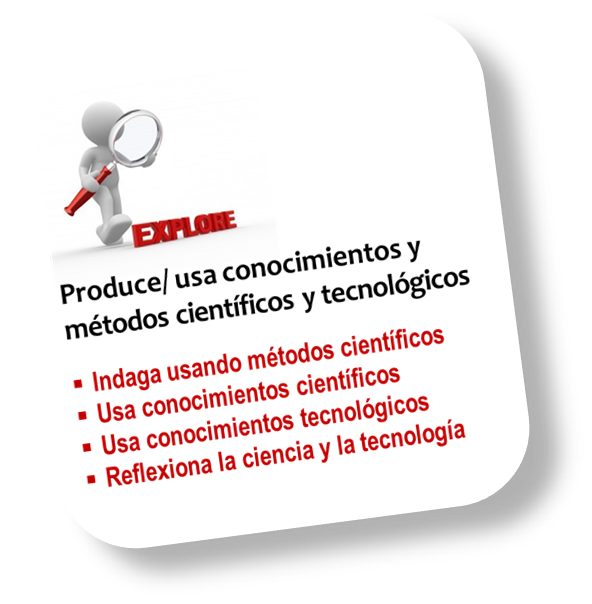 EXPLORE
Produce/ usa conocimientos y
métodos científicos y tecnológicos
▪ Indaga usando métodos científicos
▪ Usa conocimientos científicos
▪ Usa conocimientos tecnológicos
▪ Reflexiona la ciencia y la tecnología